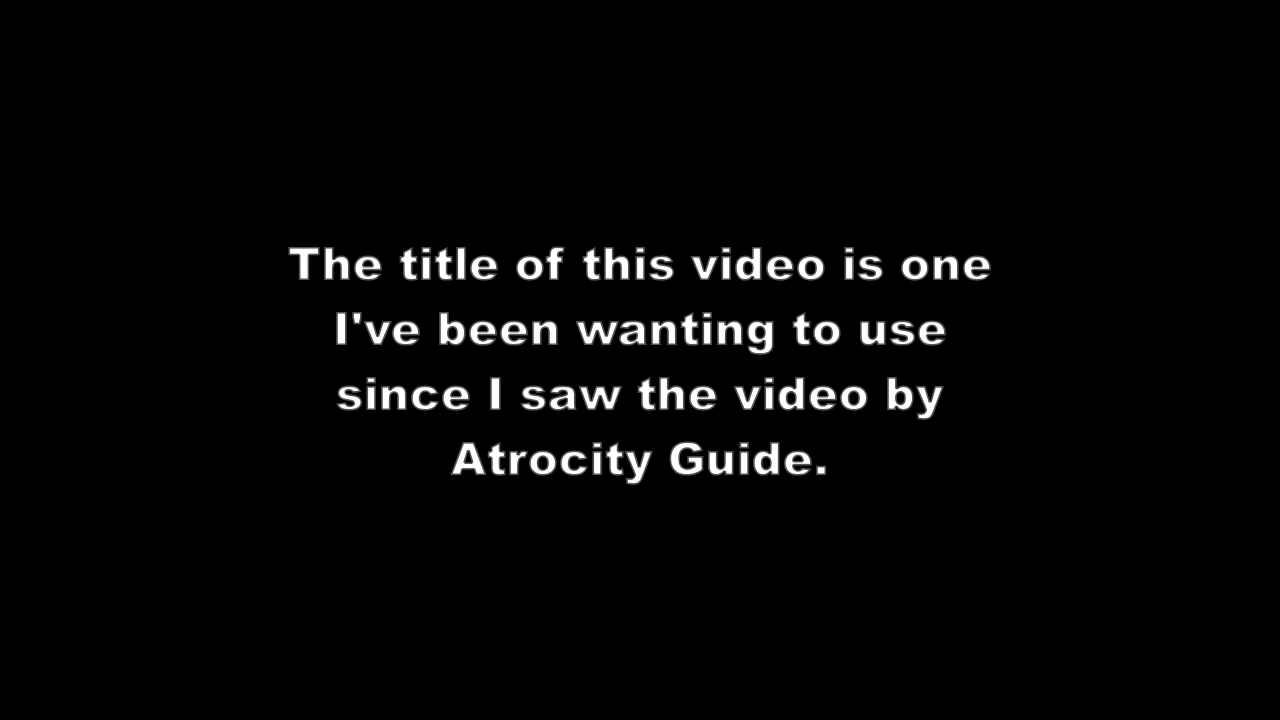 The title of this video is one
I've been wanting to use
since I saw the video by
Atrocity Guide.